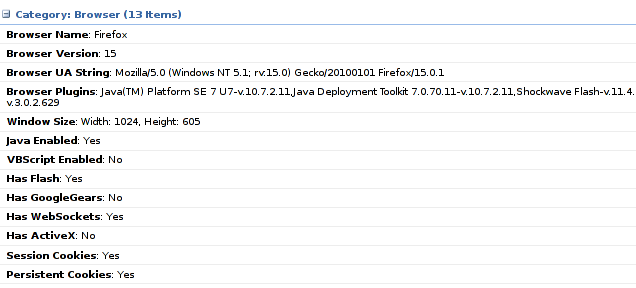 Category: Browser (13 Items)
Browser Name: Firefox
Browser Version: 15
Browser UA String: Mozilla/5.0 (Windows NT 5.1; rv:15.0) Gecko/20100101 Firefox/15.0.1
Browser Plugins: Java(TM) Platform SE 7 U7-v.10.7.2.11,Java Deployment Toolkit 7.0.70.11-v.10.7.2.11,Shockwave Flash-v.11.4.
v.3.0.2.629
Window Size: Width: 1024, Height: 605
Java Enabled: Yes
VBScript Enabled: No
Has Flash: Yes
Has GoogleGears: No
Has WebSockets: Yes
Has ActiveX: No
Session Cookies: Yes
Persistent Cookies: Yes